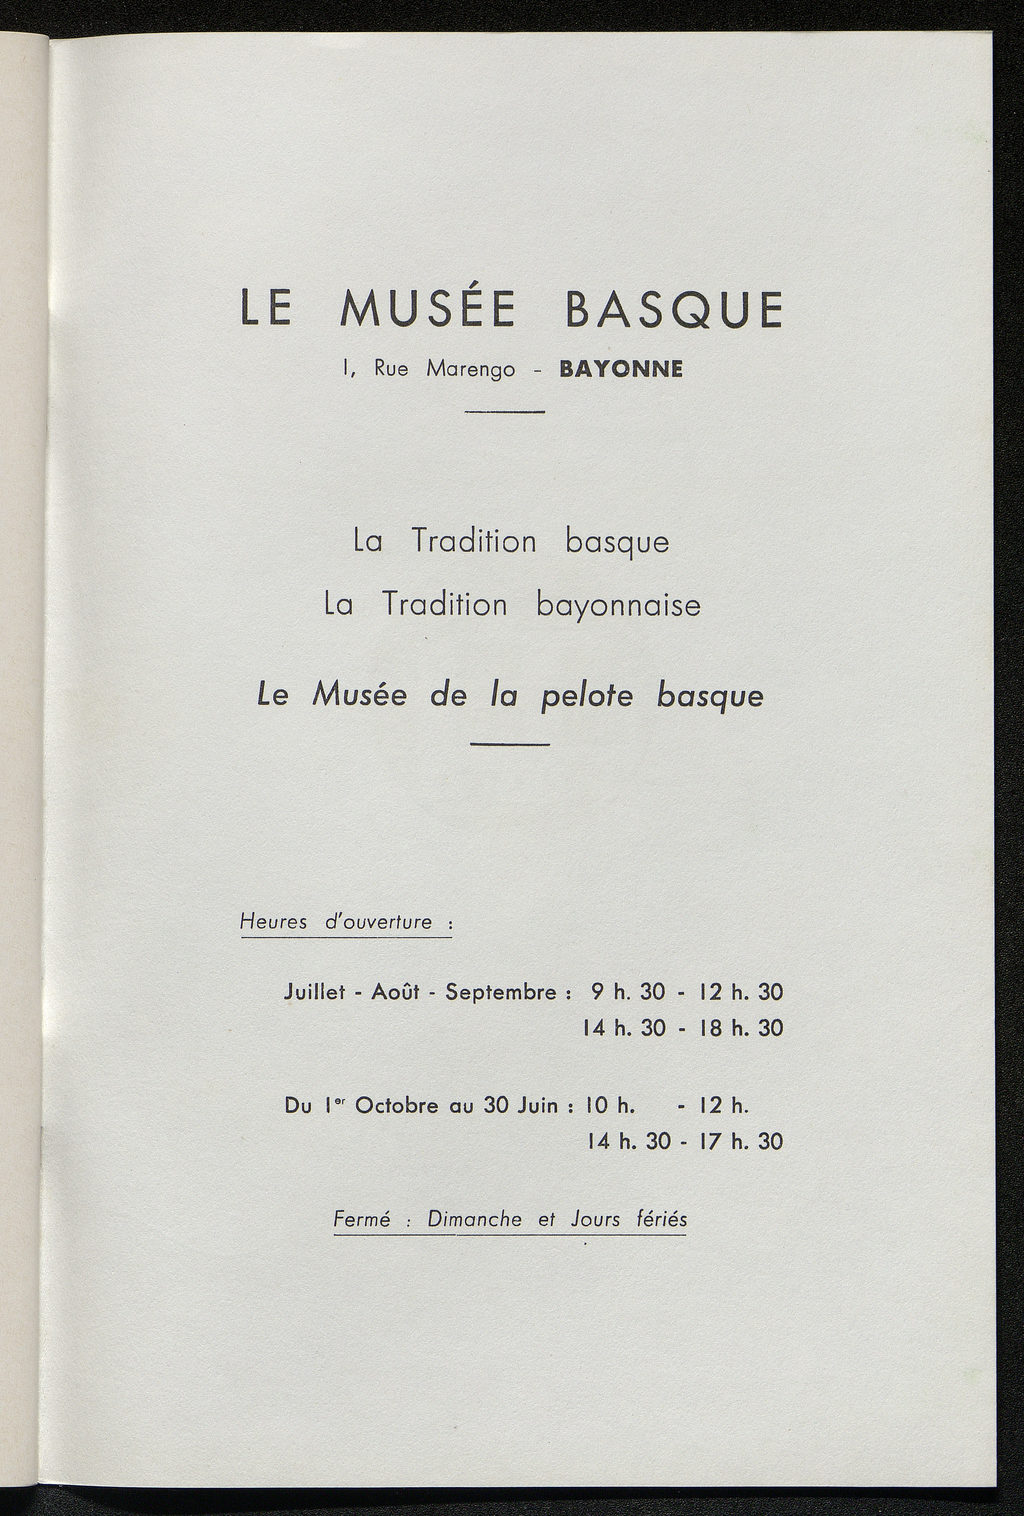 LE MUSÉE BASQUE
1, Rue Marengo - BAYONNE
La Tradition basque
La Tradition bayonnaise
Le Musée de la pelote basque
Heures d'ouverture :
Juillet - Août - Septembre : 9 h. 30 - 12 h. 30
14 h. 30 - 18 h. 30
Du 1er Octobre au 30 Juin : 10 h. - 12 h.
14 h. 30 - 17 h. 30
Fermé : Dimanche et Jours fériés